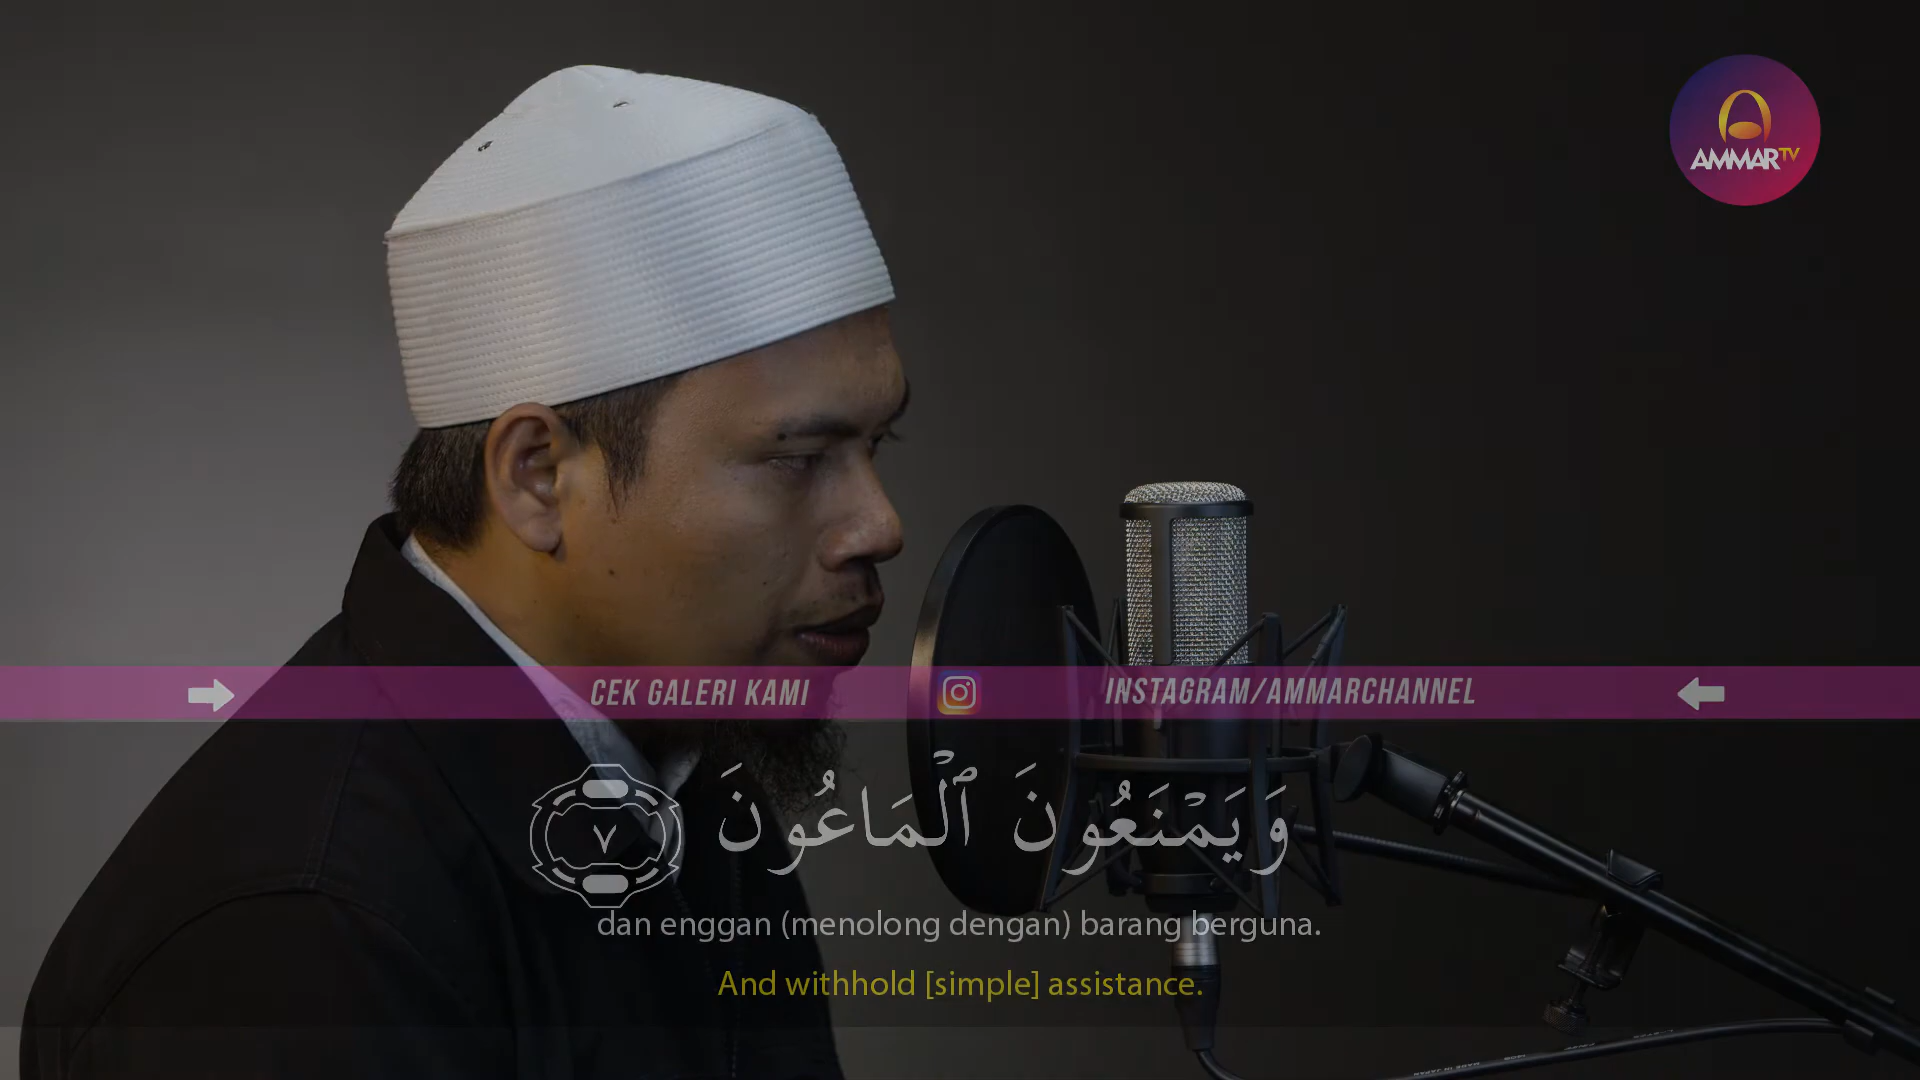 AMMARTV
CEK GALERI KAMI
INSTAGRAM/AMMARCHANNEL
وَيَمْنَعُونَ ٱلْمَاعُونَ ٧
dan enggan (menolong dengan) barang berguna.
And withhold [simple] assistance.